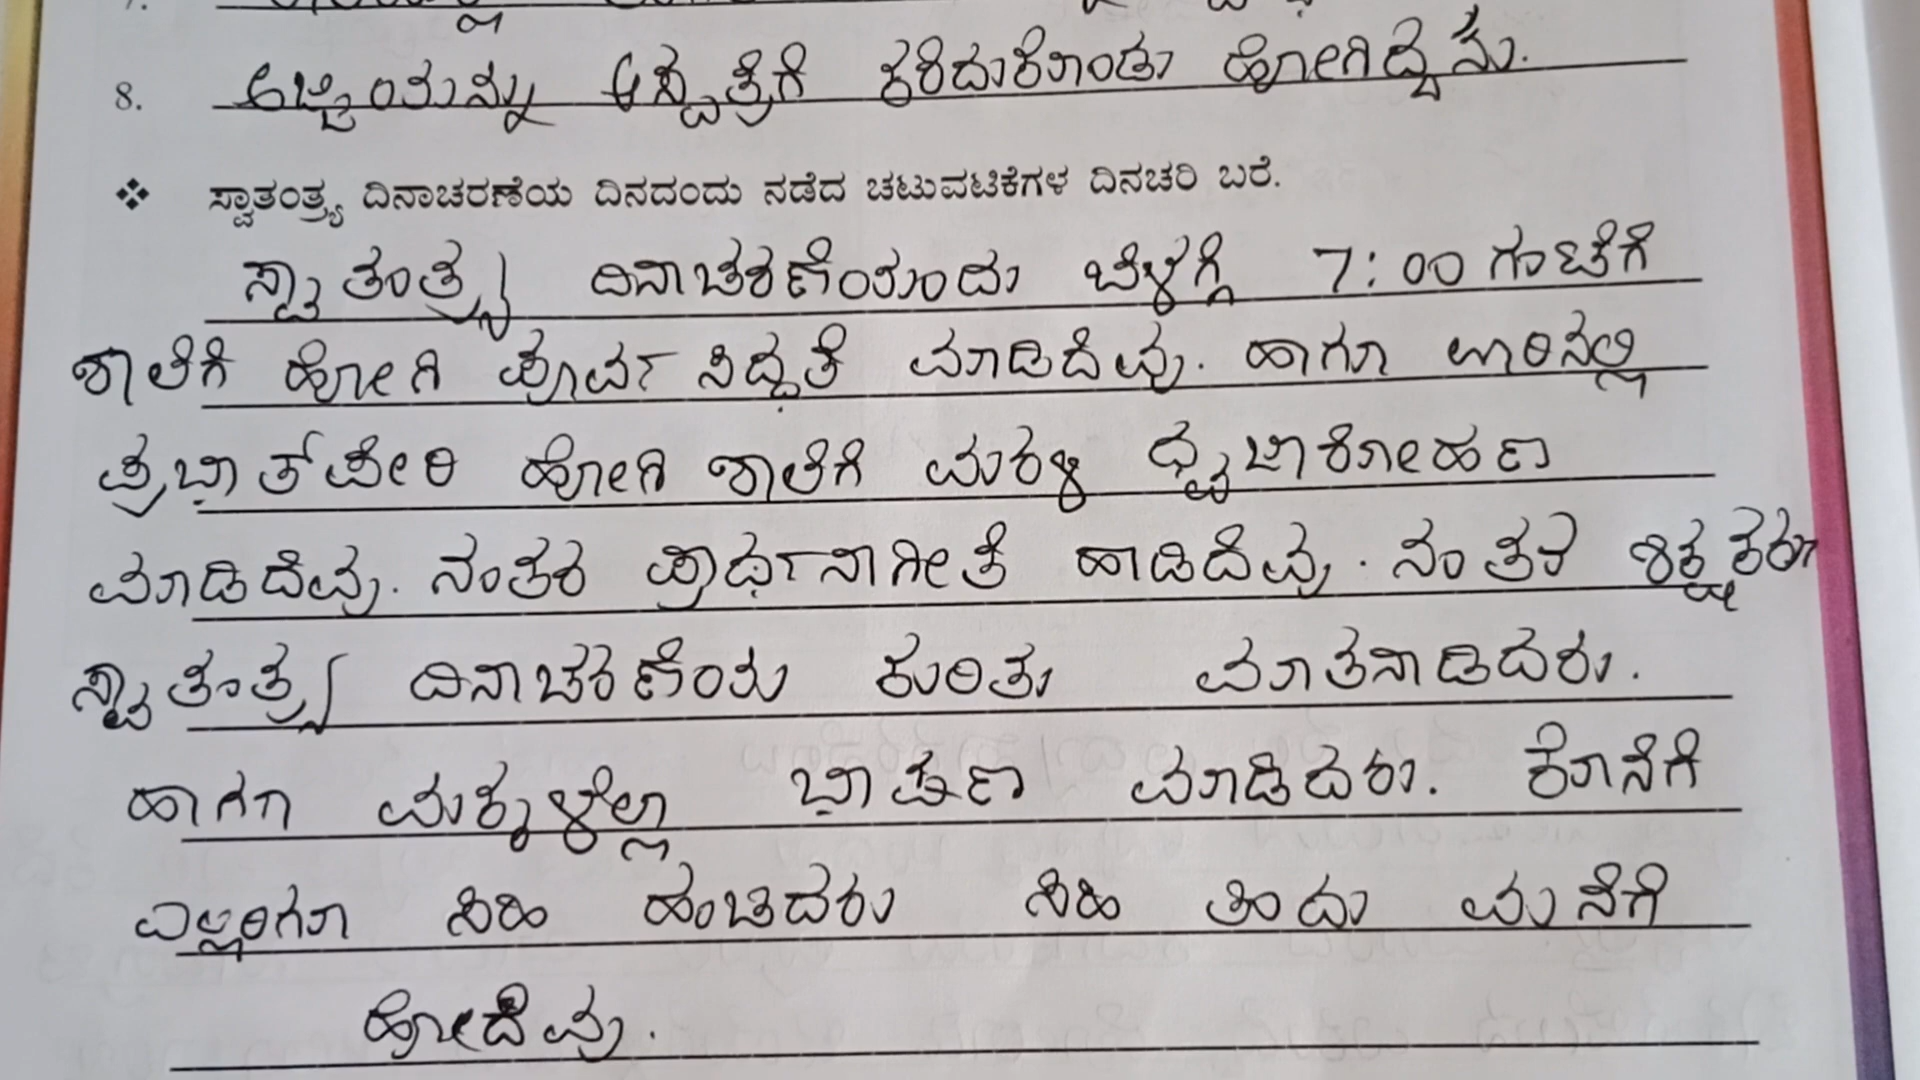 8. ಅಜ್ಜಿಯನ್ನು ಆಸ್ಪತ್ರೆಗೆ ಕರೆದುಕೊಂಡು ಹೋಗಿದ್ದೆನು.
❖ ಸ್ವಾತಂತ್ರ್ಯ ದಿನಾಚರಣೆಯ ದಿನದಂದು ನಡೆದ ಚಟುವಟಿಕೆಗಳ ದಿನಚರಿ ಬರೆ.
ಸ್ವಾತಂತ್ರ್ಯ ದಿನಾಚರಣೆಯಂದು ಬೆಳಗ್ಗೆ 7:00 ಗಂಟೆಗೆ
ಶಾಲೆಗೆ ಹೋಗಿ ಪೂರ್ವ ಸಿದ್ಧತೆ ಮಾಡಿದೆವು. ಹಾಗೂ ಊರಿನಲ್ಲಿ
ಪ್ರಭಾತ್‌ಪೇರಿ ಹೋಗಿ ಶಾಲೆಗೆ ಮರಳಿ ಧ್ವಜಾರೋಹಣ
ಮಾಡಿದೆವು. ನಂತರ ಪ್ರಾರ್ಥನಾಗೀತೆ ಹಾಡಿದೆವು. ನಂತರ ಶಿಕ್ಷಕರೂ
ಸ್ವಾತಂತ್ರ್ಯ ದಿನಾಚರಣೆಯ ಕುರಿತು ಮಾತನಾಡಿದರು.
ಹಾಗೂ ಮಕ್ಕಳೆಲ್ಲಾ ಭಾಷಣ ಮಾಡಿದರು. ಕೊನೆಗೆ
ಎಲ್ಲರಿಗೂ ಸಿಹಿ ಹಂಚಿದರು ಸಿಹಿ ತಿಂದು ಮನೆಗೆ
ಹೋದೆವು.